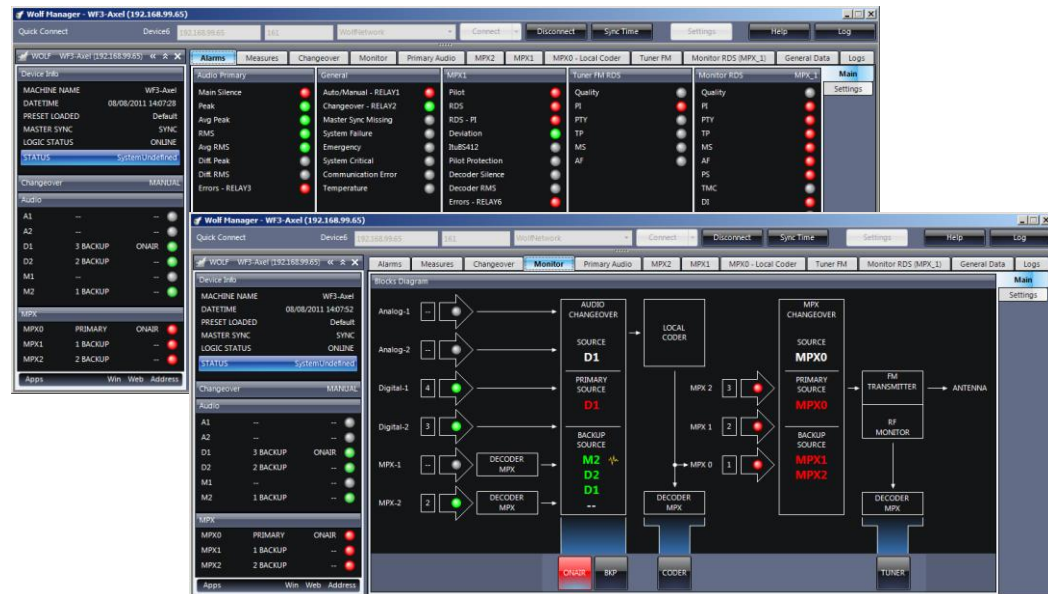 Wolf Manager - WF3-Axel (192.168.99.65)
Quick Connect Device6 192.168.99.65 161 WolfNetwork Connect Disconnect Sync Time Settings Help Log
WOLF WF3-Axel (192.168.99.65)
Alarms Measures Changeover Monitor Primary Audio MPX2 MPX1 MPX0 - Local Coder Tuner FM Monitor RDS (MPX_1) General Data Logs
Main
Settings
Device Info
MACHINE NAME WF3-Axel
DATETIME 08/08/2011 14:07:28
PRESET LOADED Default
MASTER SYNC SYNC
LOGIC STATUS ONLINE
STATUS SystemUndefined
Changeover MANUAL
Audio
A1 -- --
A2 -- --
D1 3 BACKUP ONAIR
D2 2 BACKUP --
M1 -- --
M2 1 BACKUP --
MPX
MPX0 PRIMARY ONAIR
MPX1 1 BACKUP --
MPX2 2 BACKUP --
Apps Win Web Address
Audio Primary
Main Silence
Peak
Avg Peak
RMS
Avg RMS
Diff. Peak
Diff. RMS
Errors - RELAY3
General
Auto/Manual - RELAY1
Changeover - RELAY2
Master Sync Missing
System Failure
Emergency
System Critical
Communication Error
Temperature
MPX1
Pilot
RDS
RDS - PI
Deviation
ItuBS412
Pilot Protection
Decoder Silence
Decoder RMS
Errors - RELAY6
Tuner FM RDS
Quality
PI
PTY
TP
MS
AF
Monitor RDS MPX_1
Quality
PI
PTY
TP
MS
AF
PS
TMC
DI
Wolf Manager - WF3-Axel (192.168.99.65)
Quick Connect Device6 192.168.99.65 161 WolfNetwork Connect Disconnect Sync Time Settings Help Log
WOLF WF3-Axel (192.168.99.65)
Alarms Measures Changeover Monitor Primary Audio MPX2 MPX1 MPX0 - Local Coder Tuner FM Monitor RDS (MPX_1) General Data Logs
Main
Settings
Device Info
MACHINE NAME WF3-Axel
DATETIME 08/08/2011 14:07:52
PRESET LOADED Default
MASTER SYNC SYNC
LOGIC STATUS ONLINE
STATUS SystemUndefined
Changeover MANUAL
Audio
A1 -- --
A2 -- --
D1 3 BACKUP ONAIR
D2 2 BACKUP --
M1 -- --
M2 1 BACKUP --
MPX
MPX0 PRIMARY ONAIR
MPX1 1 BACKUP --
MPX2 2 BACKUP --
Apps Win Web Address
Blocks Diagram
Analog-1 --
Analog-2 --
Digital-1 4
Digital-2 3
MPX-1 --
DECODER
MPX
MPX-2 2
DECODER
MPX
AUDIO
CHANGEOVER
SOURCE
D1
PRIMARY
SOURCE
D1
BACKUP
SOURCE
M2
D2
D1
--
LOCAL
CODER
MPX 2 3
MPX 1 2
MPX 0 1
DECODER
MPX
MPX
CHANGEOVER
SOURCE
MPX0
PRIMARY
SOURCE
MPX0
BACKUP
SOURCE
MPX1
MPX2
FM
TRANSMITTER
ANTENNA
RF
MONITOR
DECODER
MPX
ONAIR BKP CODER TUNER